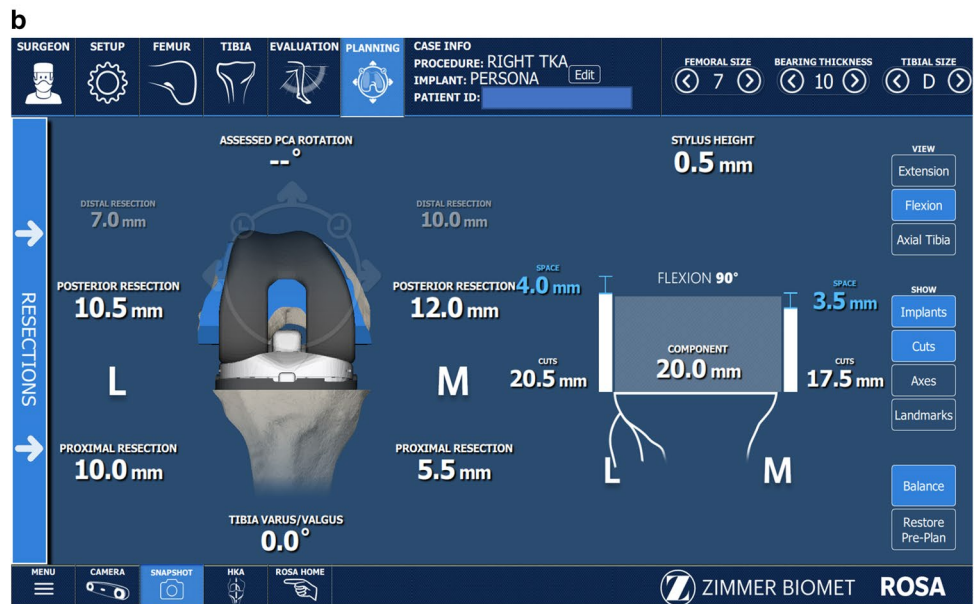 b
SURGEON SETUP FEMUR TIBIA EVALUATION PLANNING
CASE INFO
PROCEDURE: RIGHT TKA
IMPLANT: PERSONA Edit
PATIENT ID:
FEMORAL SIZE BEARING THICKNESS TIBIAL SIZE
7 10 D
ASSESSED PCA ROTATION
--°
STYLUS HEIGHT
0.5 mm
VIEW
Extension
Flexion
Axial Tibia
DISTAL RESECTION
7.0 mm
DISTAL RESECTION
10.0 mm
POSTERIOR RESECTION
10.5 mm
POSTERIOR RESECTION
12.0 mm
SPACE
4.0 mm
FLEXION 90°
SPACE
3.5 mm
SHOW
Implants
Cuts
Axes
Landmarks
RESECTIONS
L
M
CUTS
20.5 mm
COMPONENT
20.0 mm
CUTS
17.5 mm
PROXIMAL RESECTION
10.0 mm
PROXIMAL RESECTION
5.5 mm
L
M
Balance
Restore
Pre-Plan
TIBIA VARUS/VALGUS
0.0°
MENU CAMERA SNAPSHOT HKA ROSA HOME
Z ZIMMER BIOMET ROSA